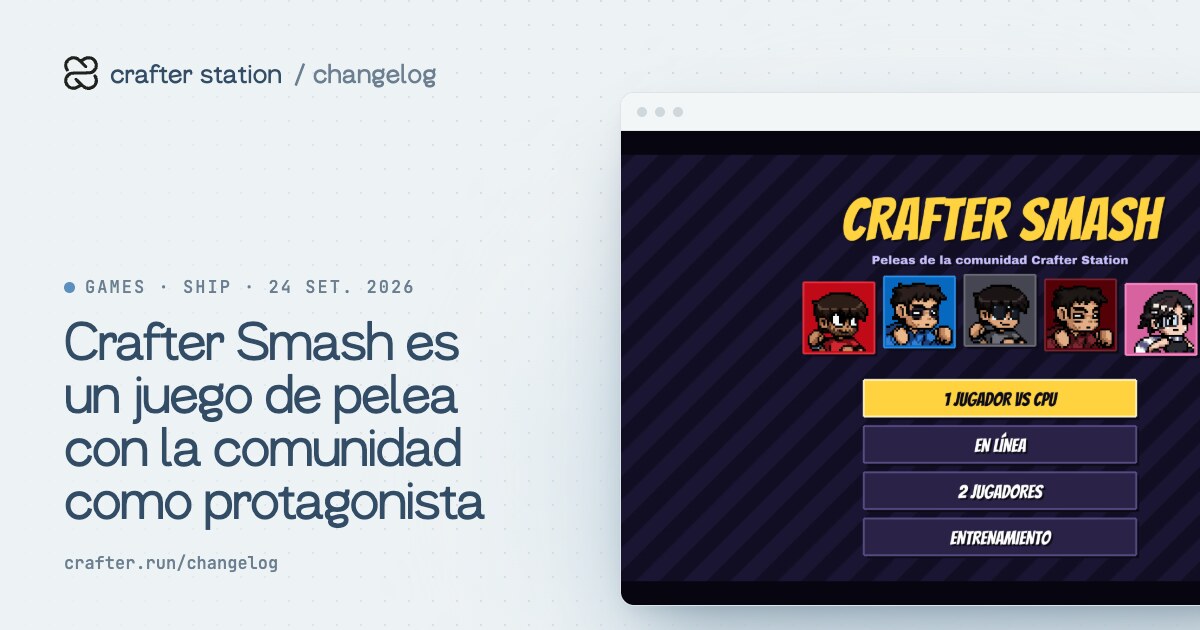 crafter station / changelog
GAMES · SHIP · 24 SET. 2026
Crafter Smash es
un juego de pelea
con la comunidad
como protagonista
crafter.run/changelog
CRAFTER SMASH
Peleas de la comunidad Crafter Station
1 JUGADOR VS CPU
EN LÍNEA
2 JUGADORES
ENTRENAMIENTO